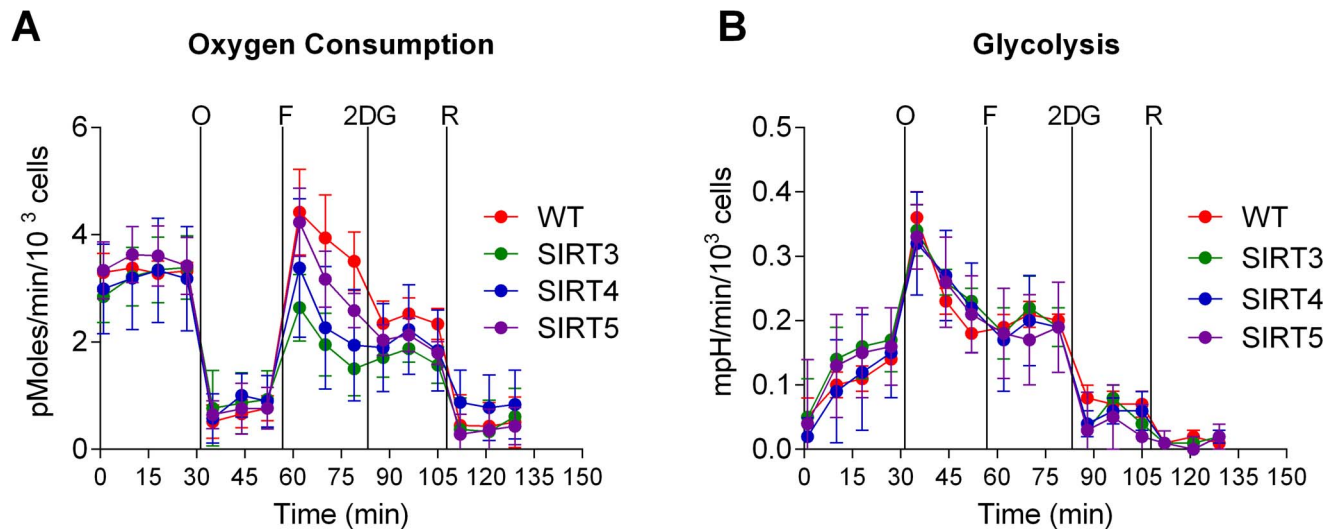 A
Oxygen Consumption
O
F
2DG
R
6
4
2
0
pMoles/min/10 3 cells
0
15
30
45
60
75
90
105
120
135
150
Time (min)
WT
SIRT3
SIRT4
SIRT5
B
Glycolysis
O
F
2DG
R
0.5
0.4
0.3
0.2
0.1
0.0
mpH/min/10³ cells
0
15
30
45
60
75
90
105
120
135
150
Time (min)
WT
SIRT3
SIRT4
SIRT5